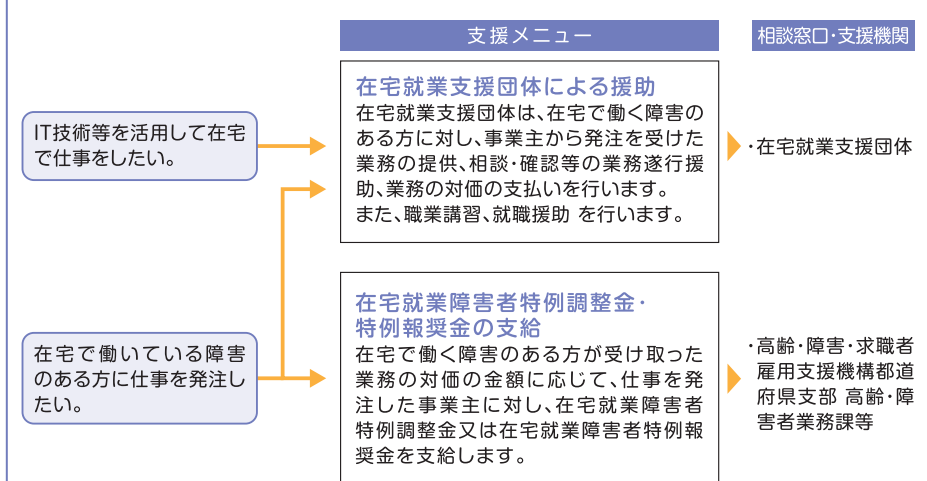 支援メニュー
相談窓口・支援機関
IT技術等を活用して在宅
で仕事をしたい。
在宅就業支援団体による援助
在宅就業支援団体は、在宅で働く障害の
ある方に対し、事業主から発注を受けた
業務の提供、相談・確認等の業務遂行援
助、業務の対価の支払いを行います。
また、職業講習、就職援助 を行います。
・在宅就業支援団体
在宅で働いている障害
のある方に仕事を発注し
たい。
在宅就業障害者特例調整金・
特例報奨金の支給
在宅で働く障害のある方が受け取った
業務の対価の金額に応じて、仕事を発
注した事業主に対し、在宅就業障害者
特例調整金又は在宅就業障害者特例報
奨金を支給します。
・高齢・障害・求職者
雇用支援機構都道
府県支部 高齢・障
害者業務課等